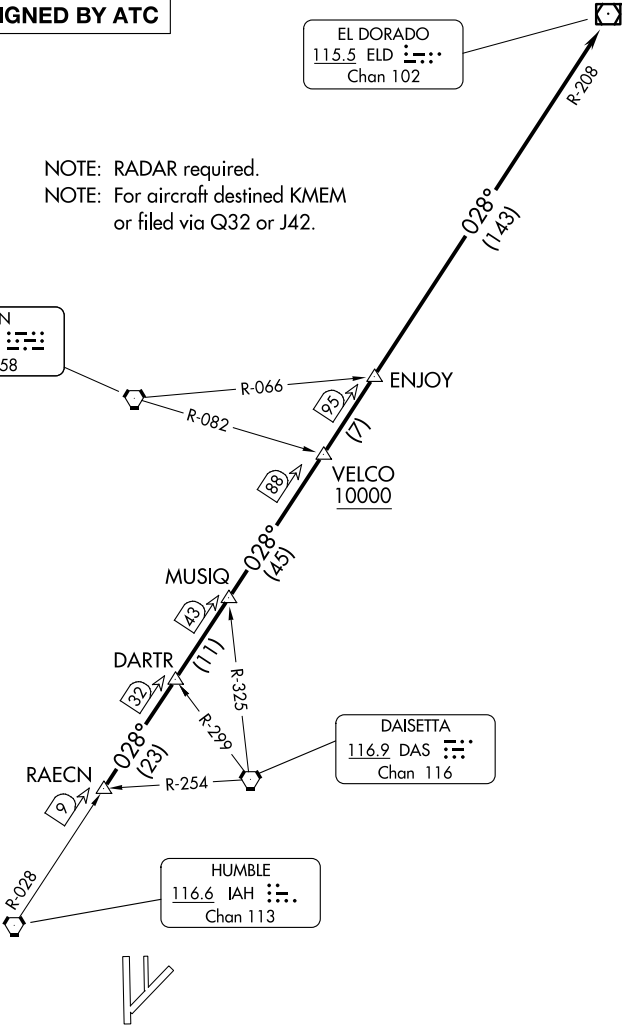 SIGNED BY ATC
EL DORADO
115.5 ELD
Chan 102
R-208
NOTE: RADAR required.
NOTE: For aircraft destined KMEM
or filed via Q32 or J42.
028°
(143)
N
58
R-066
ENJOY
95
R-082
(7)
VELCO
10000
88
028°
(45)
MUSIQ
43
(11)
DARTR
R-325
32
R-299
028°
(23)
DAISETTA
116.9 DAS
Chan 116
RAECN
R-254
9
R-028
HUMBLE
116.6 IAH
Chan 113